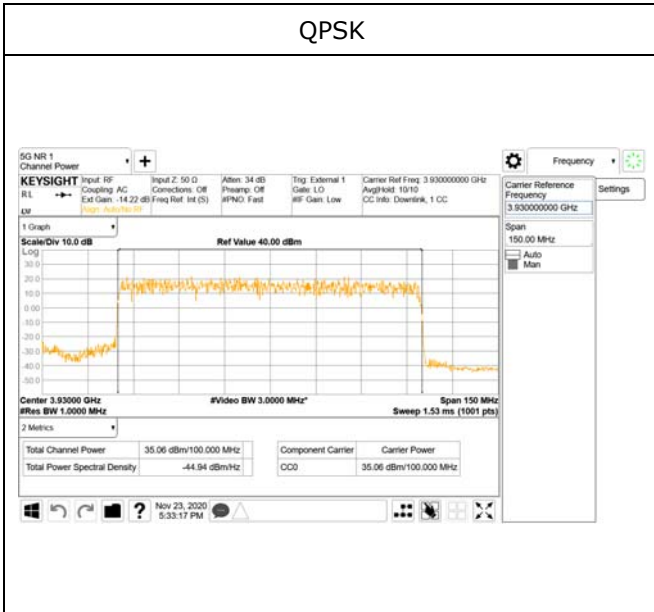 QPSK
5G NR 1
Channel Power
+
Frequency
KEYSIGHT
RL
Input: RF
Coupling: AC
Ext Gain: -14.22 dB
Align: Auto/No RF
Input Z: 50 Ω
Corrections: Off
Freq Ref: Int (S)
Atten: 34 dB
Preamp: Off
#PNO: Fast
Trig: External 1
Gate: LO
#IF Gain: Low
Carrier Ref Freq: 3.930000000 GHz
Avg|Hold: 10/10
CC Info: Downlink, 1 CC
Carrier Reference
Frequency
3.930000000 GHz
Settings
Span
150.00 MHz
Auto
Man
1 Graph
Scale/Div 10.0 dB
Ref Value 40.00 dBm
Log
30.0
20.0
10.0
0.00
-10.0
-20.0
-30.0
-40.0
-50.0
Center 3.93000 GHz
#Video BW 3.0000 MHz*
Span 150 MHz
#Res BW 1.0000 MHz
Sweep 1.53 ms (1001 pts)
2 Metrics
Total Channel Power 35.06 dBm/100.000 MHz
Total Power Spectral Density -44.94 dBm/Hz
Component Carrier Carrier Power
CC0 35.06 dBm/100.000 MHz
?
Nov 23, 2020
5:33:17 PM